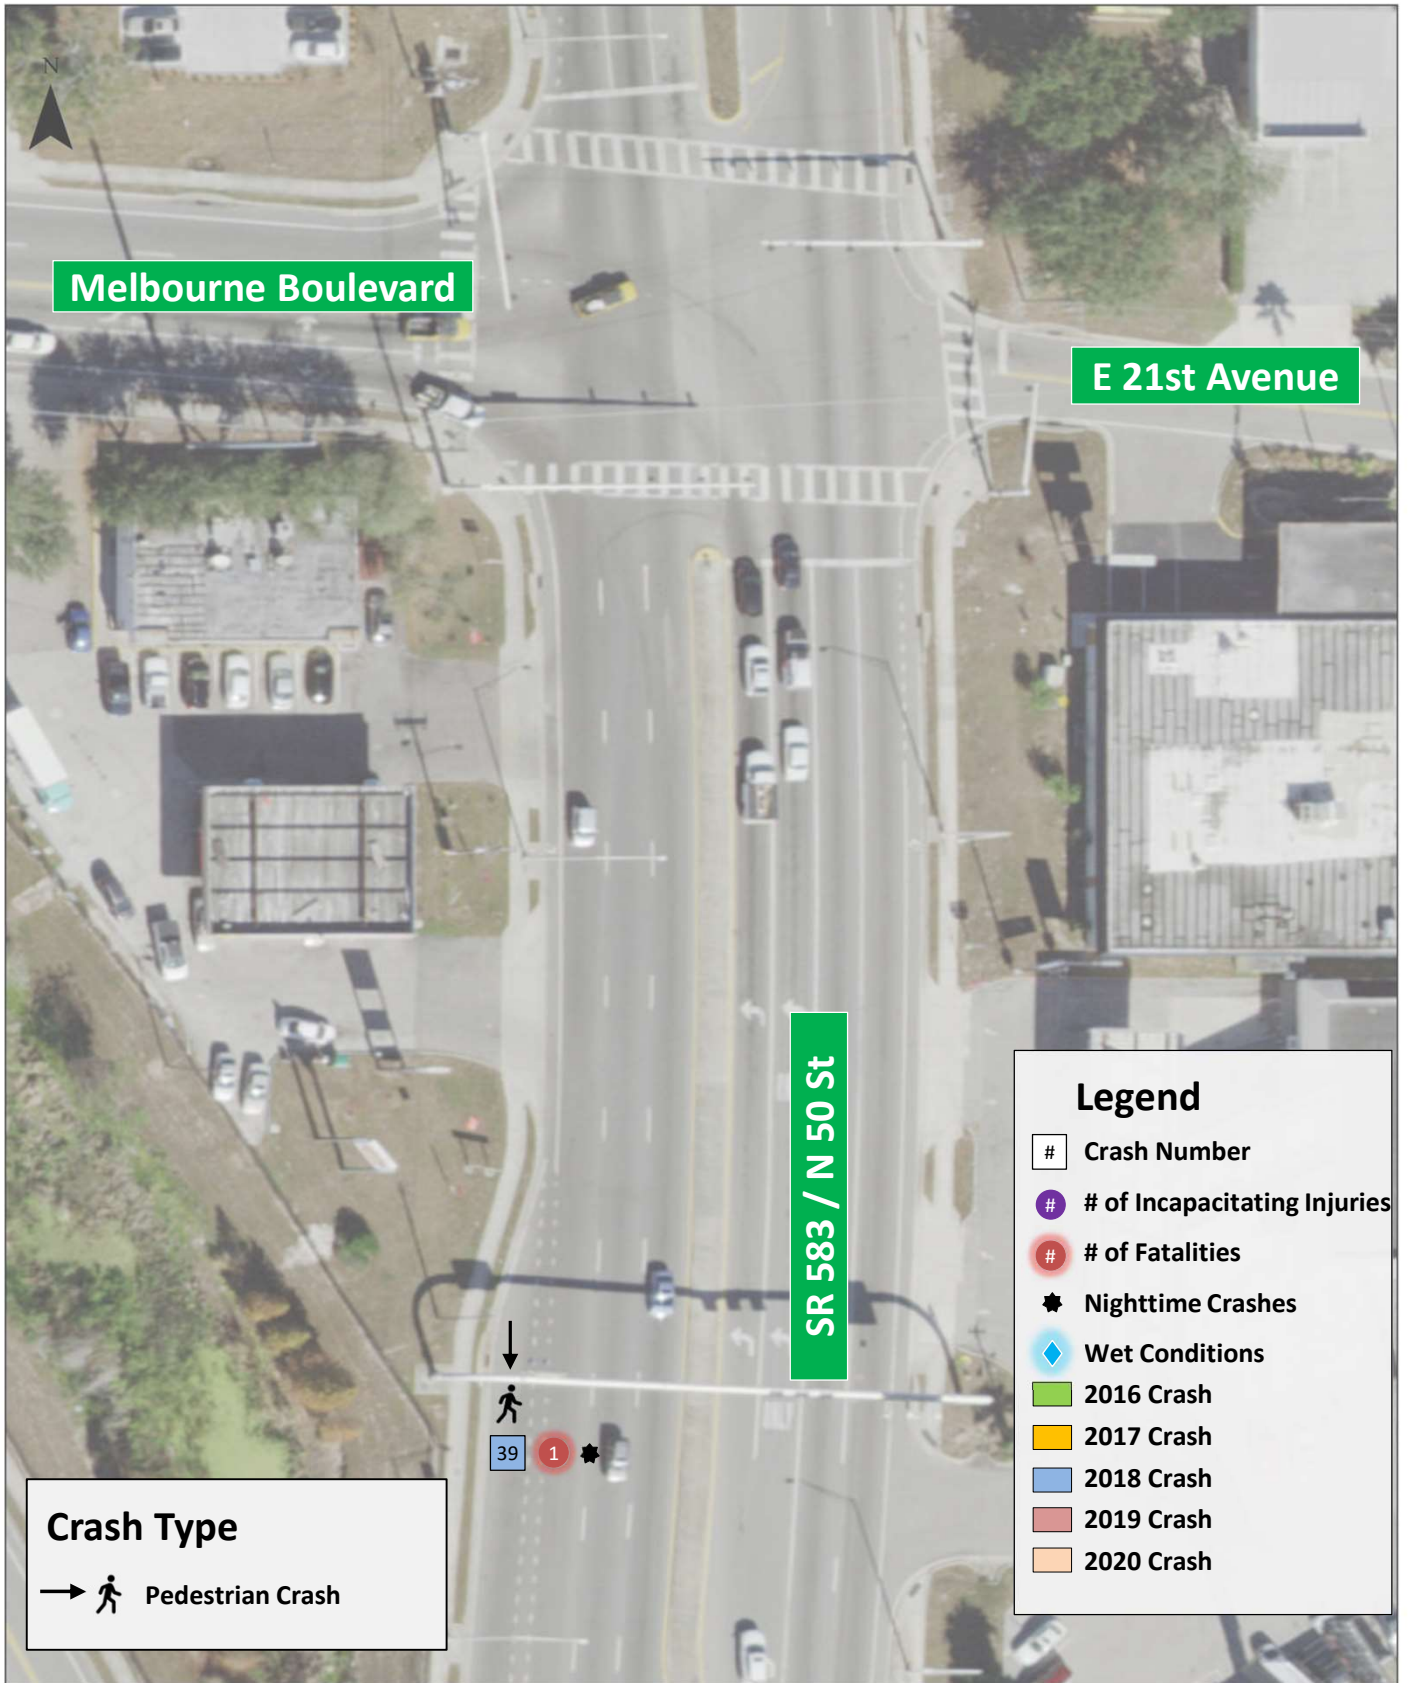 N
Melbourne Boulevard
E 21st Avenue
SR 583 / N 50 St
39
1
Crash Type
Pedestrian Crash
Legend
# Crash Number
# # of Incapacitating Injuries
# # of Fatalities
Nighttime Crashes
Wet Conditions
2016 Crash
2017 Crash
2018 Crash
2019 Crash
2020 Crash